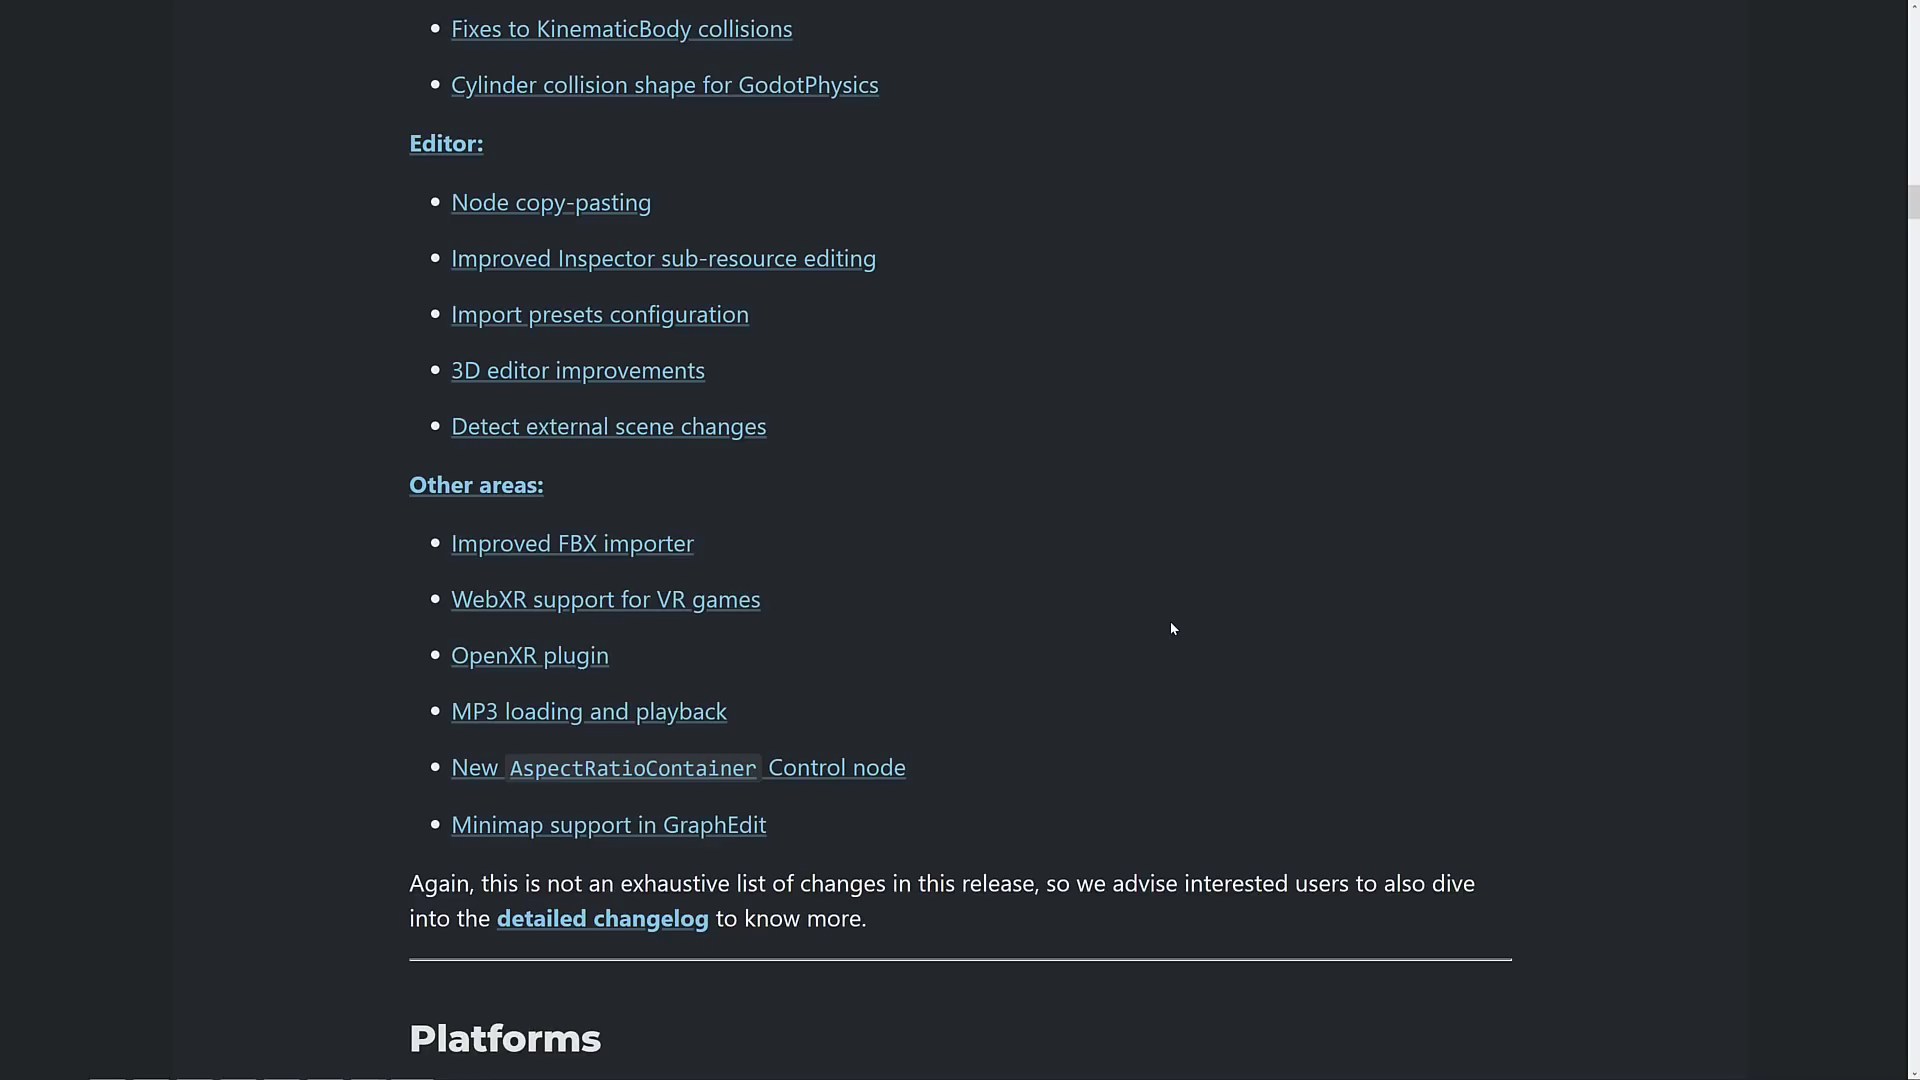 Fixes to KinematicBody collisions
Cylinder collision shape for GodotPhysics
Editor:
Node copy-pasting
Improved Inspector sub-resource editing
Import presets configuration
3D editor improvements
Detect external scene changes
Other areas:
Improved FBX importer
WebXR support for VR games
OpenXR plugin
MP3 loading and playback
New AspectRatioContainer Control node
Minimap support in GraphEdit
Again, this is not an exhaustive list of changes in this release, so we advise interested users to also dive
into the detailed changelog to know more.
Platforms